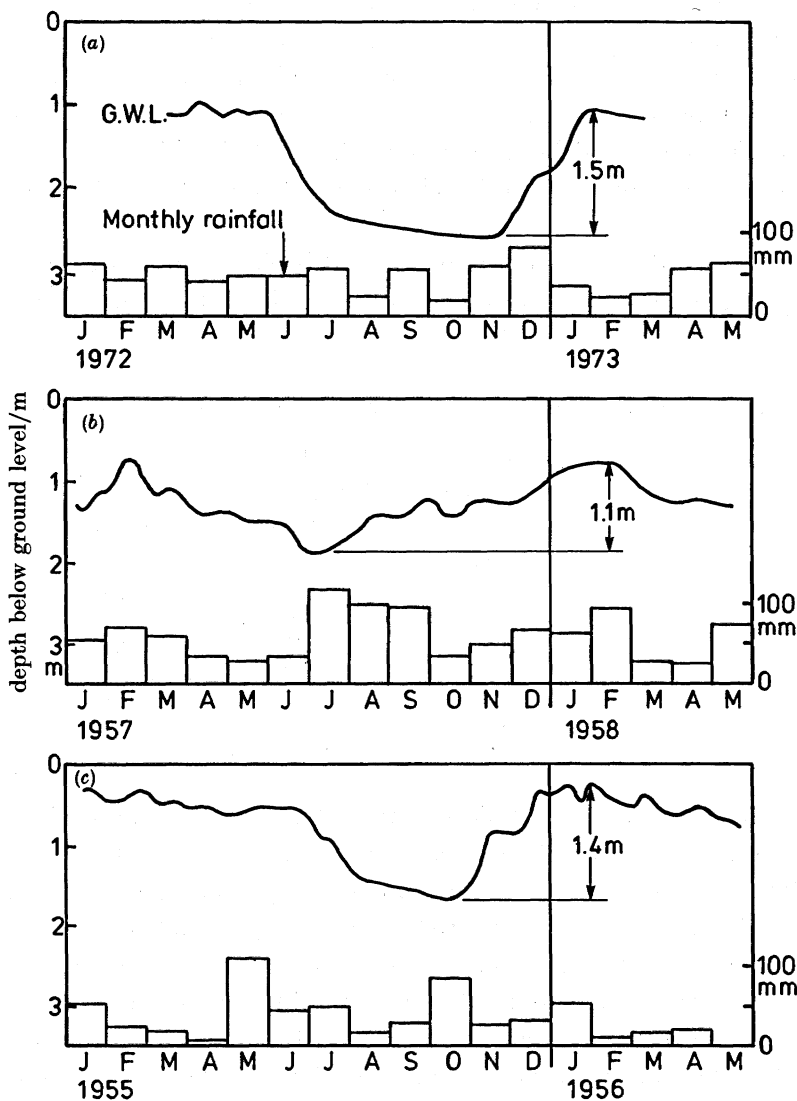 0
(a)
1
G.W.L.
1.5m
2
Monthly rainfall
100
mm
3
0
J F M A M J J A S O N D J F M A M
1972 1973
depth below ground level/m
0
(b)
1
1.1m
2
100
mm
3
m
0
J F M A M J J A S O N D J F M A M
1957 1958
0
(c)
1
1.4m
2
100
mm
3
0
J F M A M J J A S O N D J F M A M
1955 1956